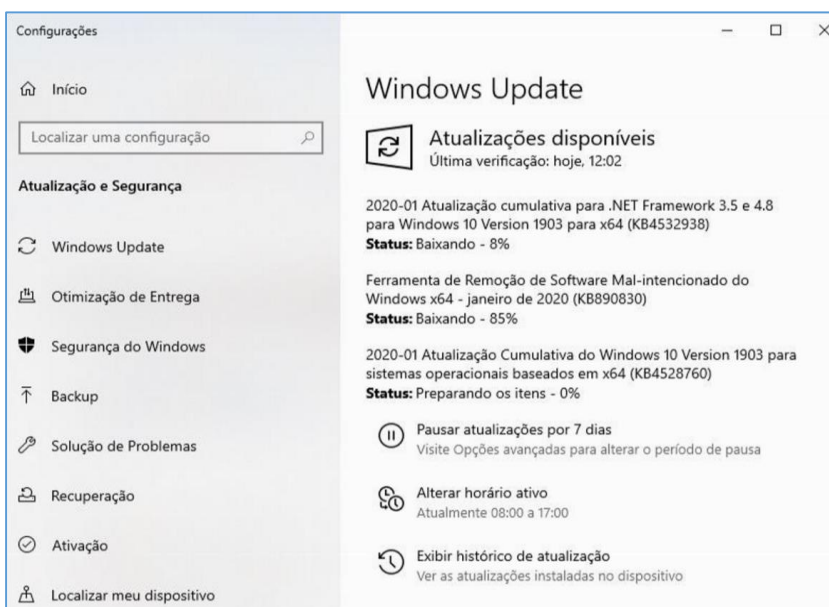 Configurações
Início
Localizar uma configuração
Atualização e Segurança
Windows Update
Otimização de Entrega
Segurança do Windows
Backup
Solução de Problemas
Recuperação
Ativação
Localizar meu dispositivo
Windows Update
Atualizações disponíveis
Última verificação: hoje, 12:02
2020-01 Atualização cumulativa para .NET Framework 3.5 e 4.8
para Windows 10 Version 1903 para x64 (KB4532938)
Status: Baixando - 8%
Ferramenta de Remoção de Software Mal-intencionado do
Windows x64 - janeiro de 2020 (KB890830)
Status: Baixando - 85%
2020-01 Atualização Cumulativa do Windows 10 Version 1903 para
sistemas operacionais baseados em x64 (KB4528760)
Status: Preparando os itens - 0%
Pausar atualizações por 7 dias
Visite Opções avançadas para alterar o período de pausa
Alterar horário ativo
Atualmente 08:00 a 17:00
Exibir histórico de atualização
Ver as atualizações instaladas no dispositivo